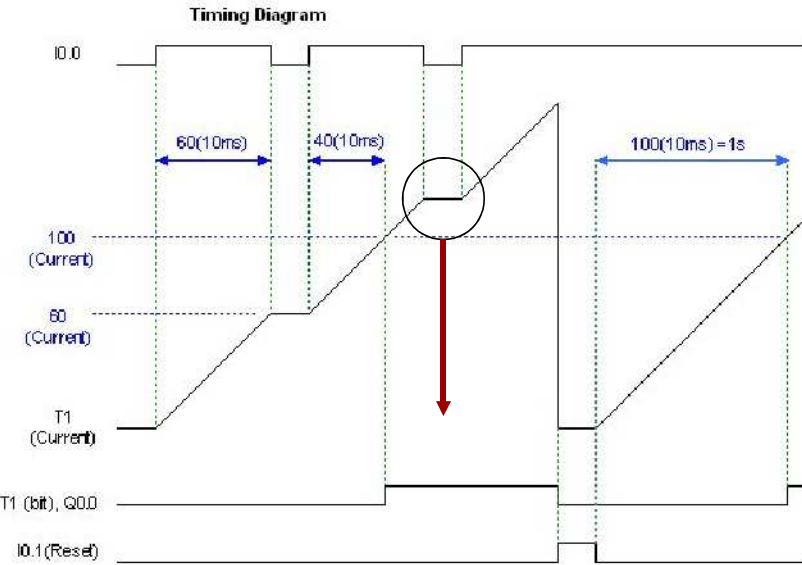 Timing Diagram
I0.0
60(10ms)
40(10ms)
100(10ms)=1s
100
(Current)
60
(Current)
T1
(Current)
T1 (bit), Q0.0
I0.1(Reset)